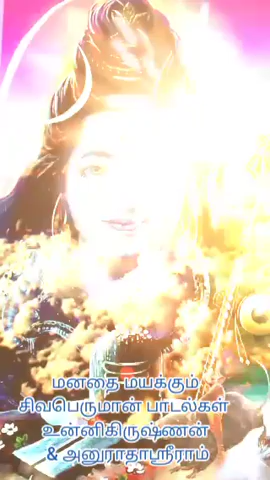 மனதை மயக்கும்
சிவபெருமான் பாடல்கள்
உன்னிகிருஷ்ணன்
& அனுராதாஸ்ரீராம்